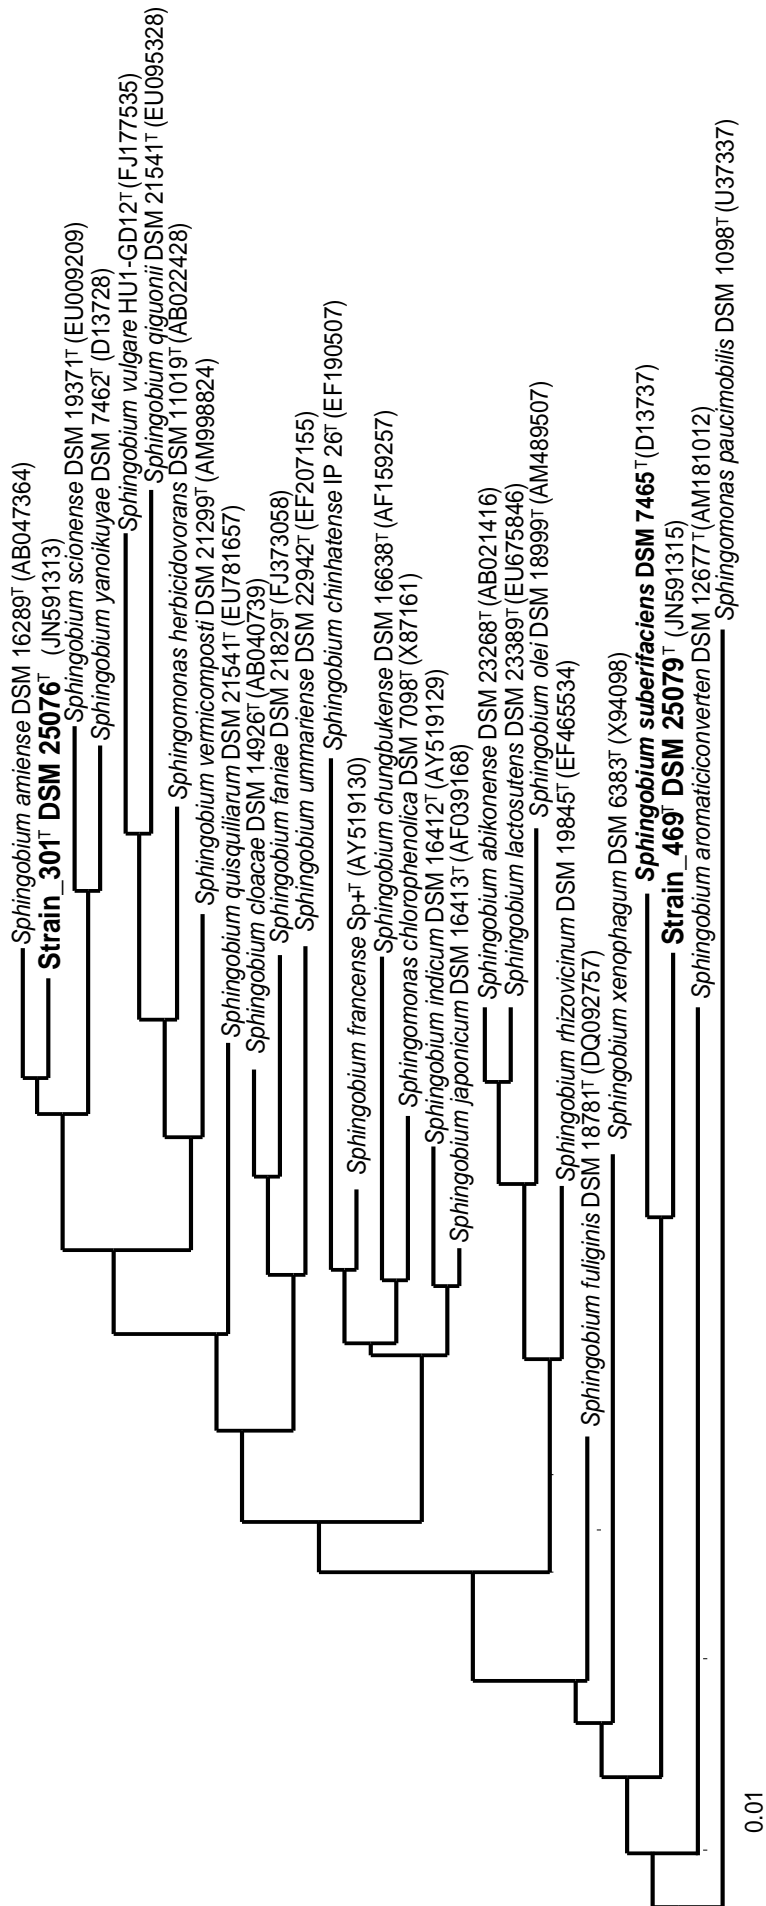 Sphingobium amiense DSM 16289T (AB047364)
Strain_301T DSM 25076T (JN591313)
Sphingobium scionense DSM 19371T (EU009209)
Sphingobium yanoikuyae DSM 7462T (D13728)
Sphingobium vulgare HU1-GD12T (FJ177535)
Sphingobium qiguonii DSM 21541T (EU095328)
Sphingomonas herbicidovorans DSM 11019T (AB022428)
Sphingobium vermicomposti DSM 21299T (AM998824)
Sphingobium quisquiliarum DSM 21541T (EU781657)
Sphingobium cloacae DSM 14926T (AB040739)
Sphingobium faniae DSM 21829T (FJ373058)
Sphingobium ummariense DSM 22942T (EF207155)
Sphingobium chinhatense IP 26T (EF190507)
Sphingobium francense Sp+T (AY519130)
Sphingobium chungbukense DSM 16638T (AF159257)
Sphingomonas chlorophenolica DSM 7098T (X87161)
Sphingobium indicum DSM 16412T (AY519129)
Sphingobium japonicum DSM 16413T (AF039168)
Sphingobium abikonense DSM 23268T (AB021416)
Sphingobium lactosutens DSM 23389T (EU675846)
Sphingobium olei DSM 18999T (AM489507)
Sphingobium rhizovicinum DSM 19845T (EF465534)
Sphingobium fuliginis DSM 18781T (DQ092757)
Sphingobium xenophagum DSM 6383T (X94098)
Sphingobium suberifaciens DSM 7465T (D13737)
Strain_469T DSM 25079T (JN591315)
Sphingobium aromaticiconverten DSM 12677T (AM181012)
Sphingomonas paucimobilis DSM 1098T (U37337)
0.01